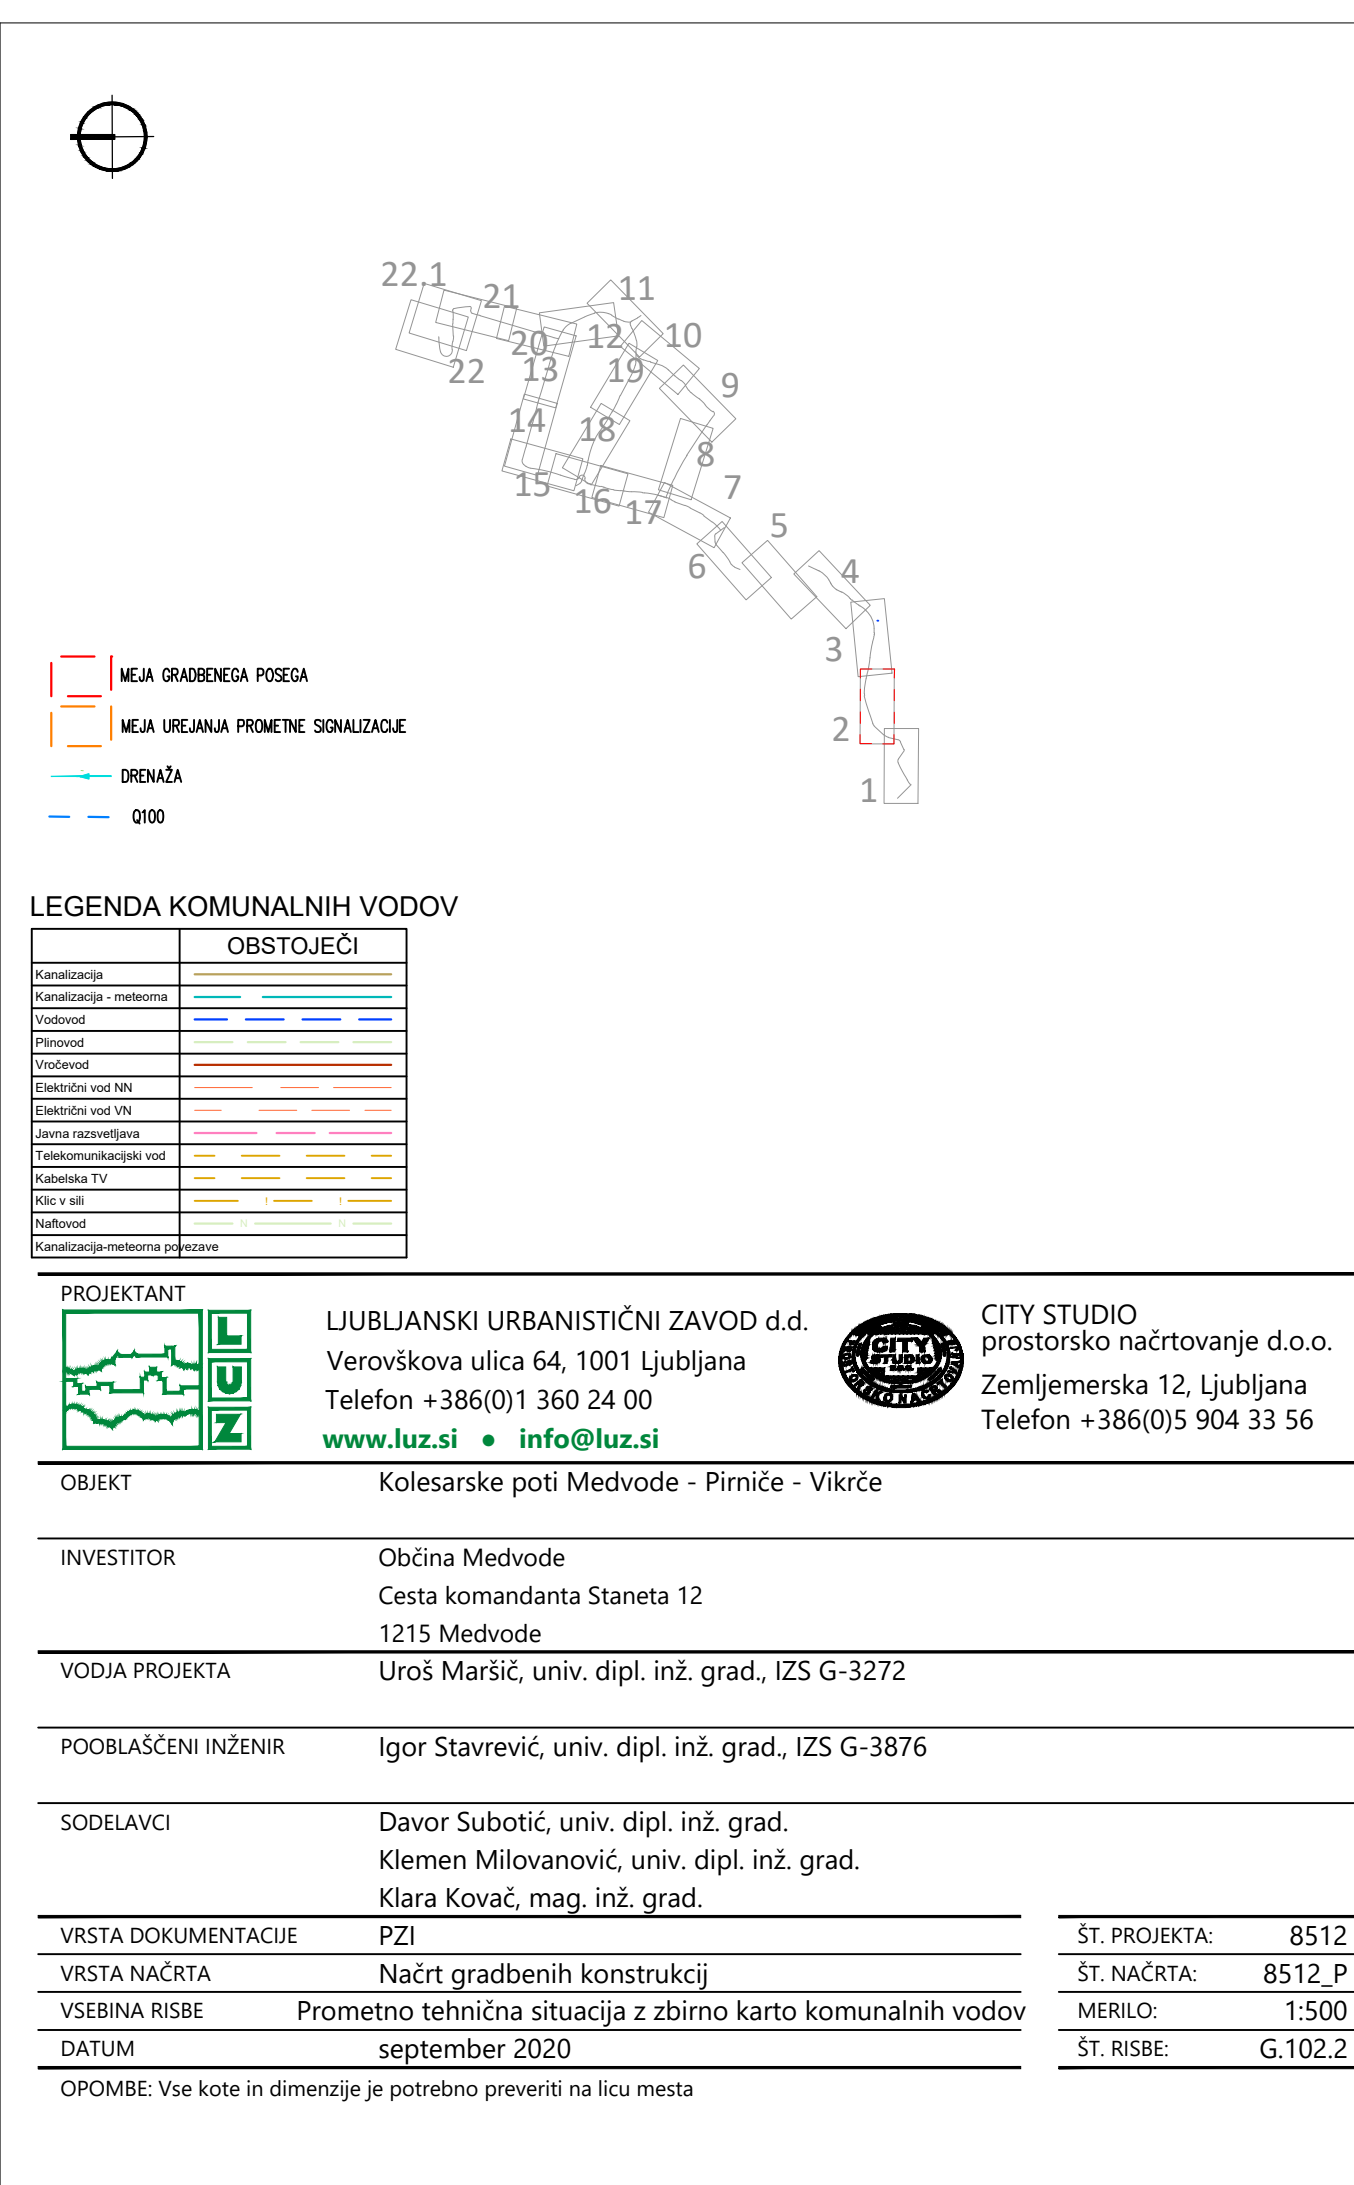 22.1
21
11
20
12
10
22
13
19
9
14
18
8
15
16
17
7
5
6
4
3
2
1
MEJA GRADBENEGA POSEGA
MEJA UREJANJA PROMETNE SIGNALIZACIJE
DRENAŽA
Q100
LEGENDA KOMUNALNIH VODOV
OBSTOJEČI
Kanalizacija
Kanalizacija - meteorna
Vodovod
Plinovod
Vročevod
Električni vod NN
Električni vod VN
Javna razsvetljava
Telekomunikacijski vod
Kabelska TV
Klic v sili ! !
Naftovod N N
Kanalizacija-meteorna povezave
PROJEKTANT
LUZ
LJUBLJANSKI URBANISTIČNI ZAVOD d.d.
Verovškova ulica 64, 1001 Ljubljana
Telefon +386(0)1 360 24 00
www.luz.si ● info@luz.si
CITY
STUDIO
CITY STUDIO
prostorsko načrtovanje d.o.o.
Zemljemerska 12, Ljubljana
Telefon +386(0)5 904 33 56
OBJEKT Kolesarske poti Medvode - Pirniče - Vikrče
INVESTITOR Občina Medvode
Cesta komandanta Staneta 12
1215 Medvode
VODJA PROJEKTA Uroš Maršič, univ. dipl. inž. grad., IZS G-3272
POOBLAŠČENI INŽENIR Igor Stavrević, univ. dipl. inž. grad., IZS G-3876
SODELAVCI Davor Subotić, univ. dipl. inž. grad.
Klemen Milovanović, univ. dipl. inž. grad.
Klara Kovač, mag. inž. grad.
VRSTA DOKUMENTACIJE PZI ŠT. PROJEKTA: 8512
VRSTA NAČRTA Načrt gradbenih konstrukcij ŠT. NAČRTA: 8512_P
VSEBINA RISBE Prometno tehnična situacija z zbirno karto komunalnih vodov MERILO: 1:500
DATUM september 2020 ŠT. RISBE: G.102.2
OPOMBE: Vse kote in dimenzije je potrebno preveriti na licu mesta